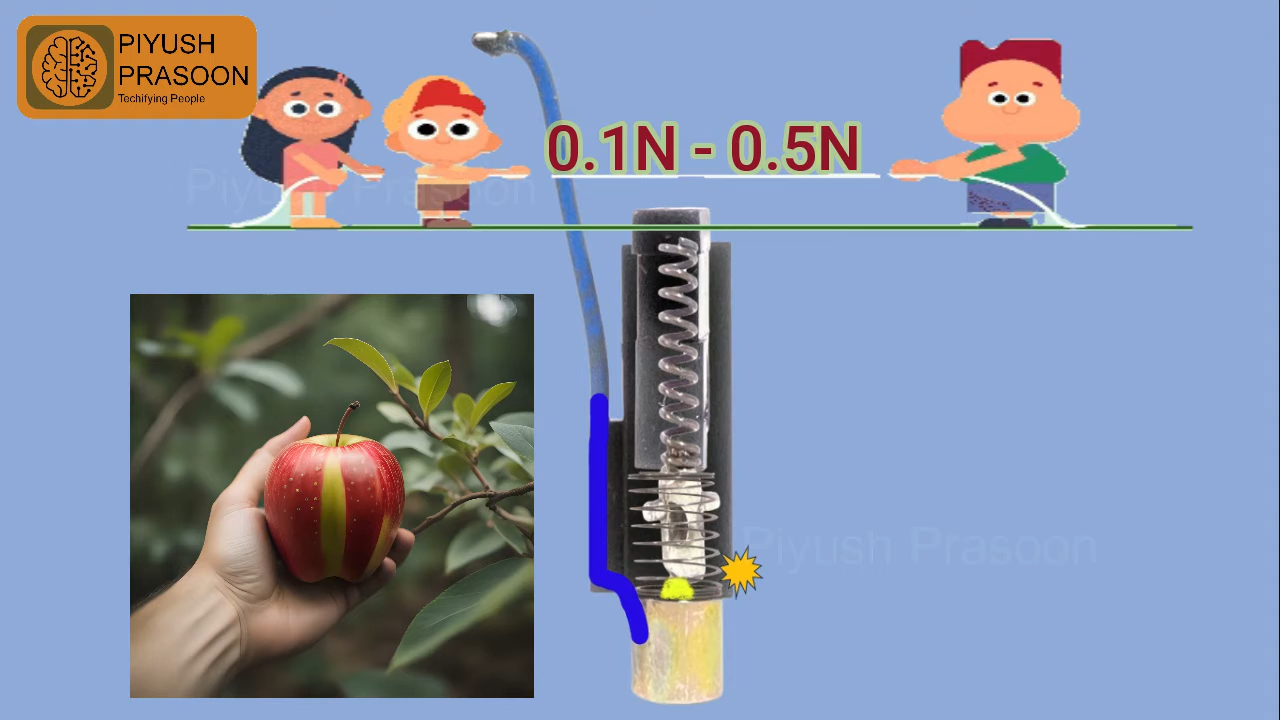 PIYUSH
PRASOON
Techifying People
0.1N - 0.5N
Piyush Prasoon
Piyush Prasoon